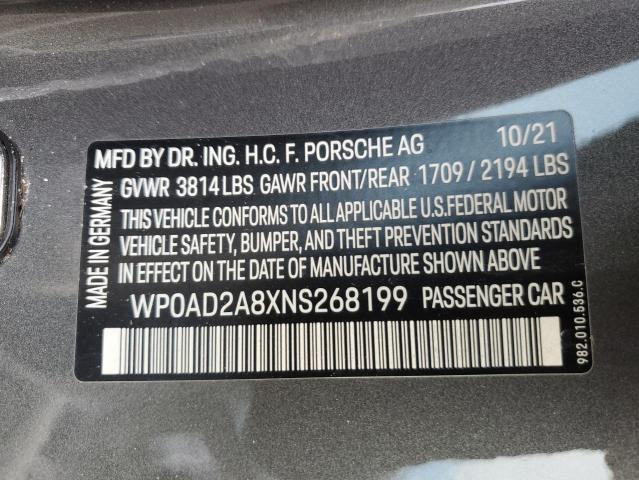 MFD BY DR. ING. H.C. F. PORSCHE AG 10/21
GVWR 3814 LBS GAWR FRONT/REAR 1709 / 2194 LBS
THIS VEHICLE CONFORMS TO ALL APPLICABLE U.S.FEDERAL MOTOR
VEHICLE SAFETY, BUMPER, AND THEFT PREVENTION STANDARDS
IN EFFECT ON THE DATE OF MANUFACTURE SHOWN ABOVE
WP0AD2A8XNS268199 PASSENGER CAR
MADE IN GERMANY
982.010.536.C